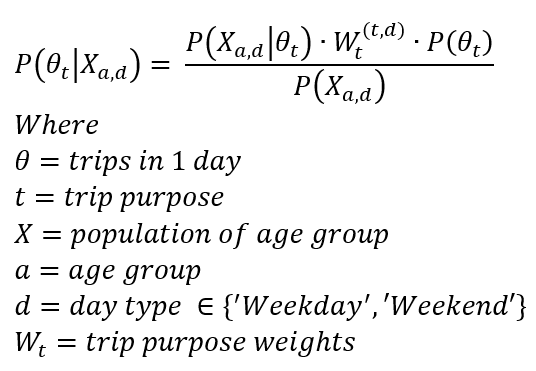 P(θ_t|X_{a,d}) = \frac{P(X_{a,d}|θ_t) · W_t^{(t,d)} · P(θ_t)}{P(X_{a,d})}
Where
θ = trips in 1 day
t = trip purpose
X = population of age group
a = age group
d = day type ∈ {'Weekday','Weekend'}
W_t = trip purpose weights